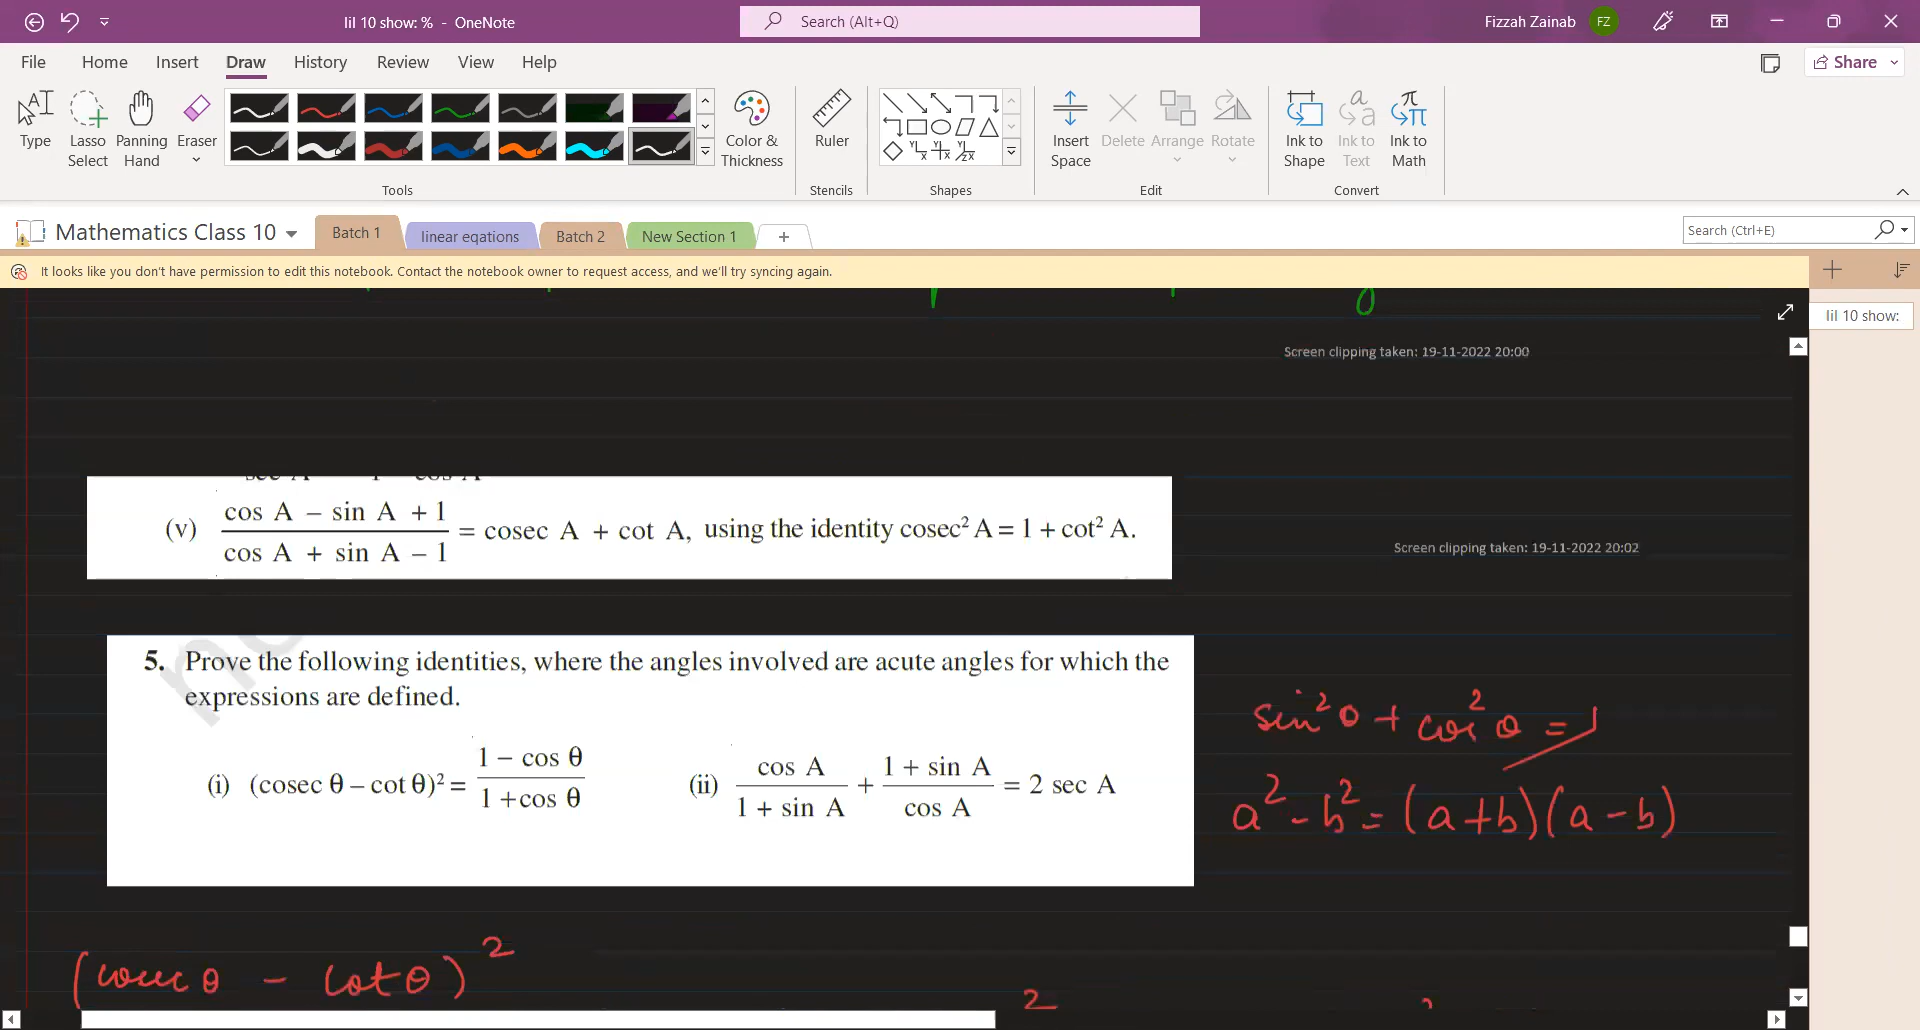 lil 10 show: % - OneNote
Search (Alt+Q)
Fizzah Zainab FZ
File Home Insert Draw History Review View Help
Share
Type
Lasso Select
Panning Hand
Eraser
Color & Thickness
Ruler
Insert Space
Delete
Arrange
Rotate
Ink to Shape
Ink to Text
Ink to Math
Tools Stencils Shapes Edit Convert
Mathematics Class 10
Batch 1 linear eqations Batch 2 New Section 1 +
Search (Ctrl+E)
It looks like you don't have permission to edit this notebook. Contact the notebook owner to request access, and we'll try syncing again.
lil 10 show:
Screen clipping taken: 19-11-2022 20:00
(v) (cos A – sin A + 1)/(cos A + sin A – 1) = cosec A + cot A, using the identity cosec² A = 1 + cot² A.
Screen clipping taken: 19-11-2022 20:02
5. Prove the following identities, where the angles involved are acute angles for which the
expressions are defined.
(i) (cosec θ – cot θ)² = (1 – cos θ)/(1 + cos θ)
(ii) cos A/(1 + sin A) + (1 + sin A)/cos A = 2 sec A
sin²θ + cos²θ = 1
a² - b² = (a+b)(a-b)
(cosec θ - cot θ)²
2